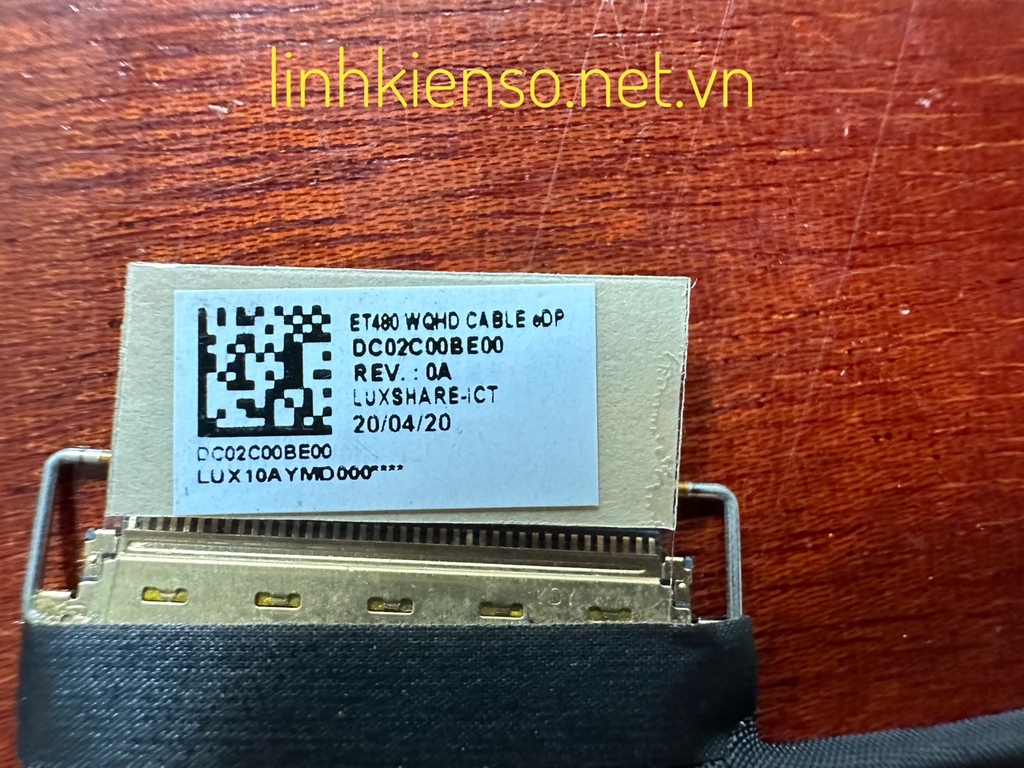 linhkienso.net.vn
ET480 WQHD CABLE eDP
DC02C00BE00
REV. : 0A
LUXSHARE-ICT
20/04/20
DC02C00BE00
LUX10AYMD000****